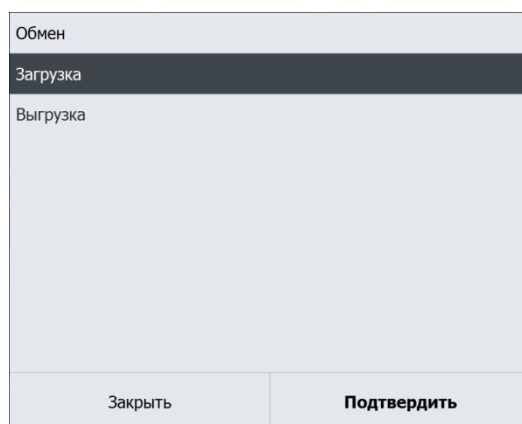 Обмен
Загрузка
Выгрузка
Закрыть
Подтвердить